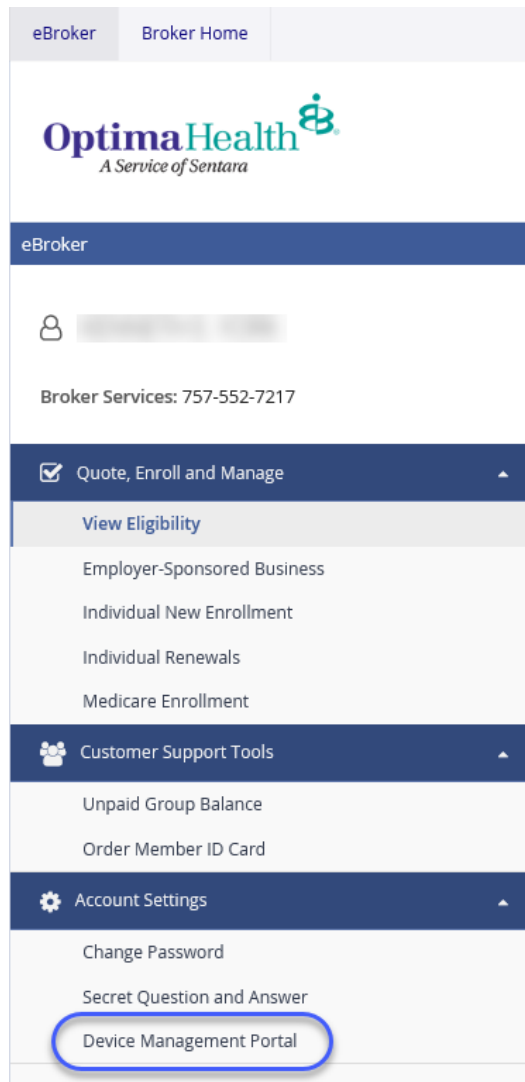 eBroker Broker Home
OptimaHealth
A Service of Sentara
eBroker
Broker Services: 757-552-7217
Quote, Enroll and Manage
View Eligibility
Employer-Sponsored Business
Individual New Enrollment
Individual Renewals
Medicare Enrollment
Customer Support Tools
Unpaid Group Balance
Order Member ID Card
Account Settings
Change Password
Secret Question and Answer
Device Management Portal